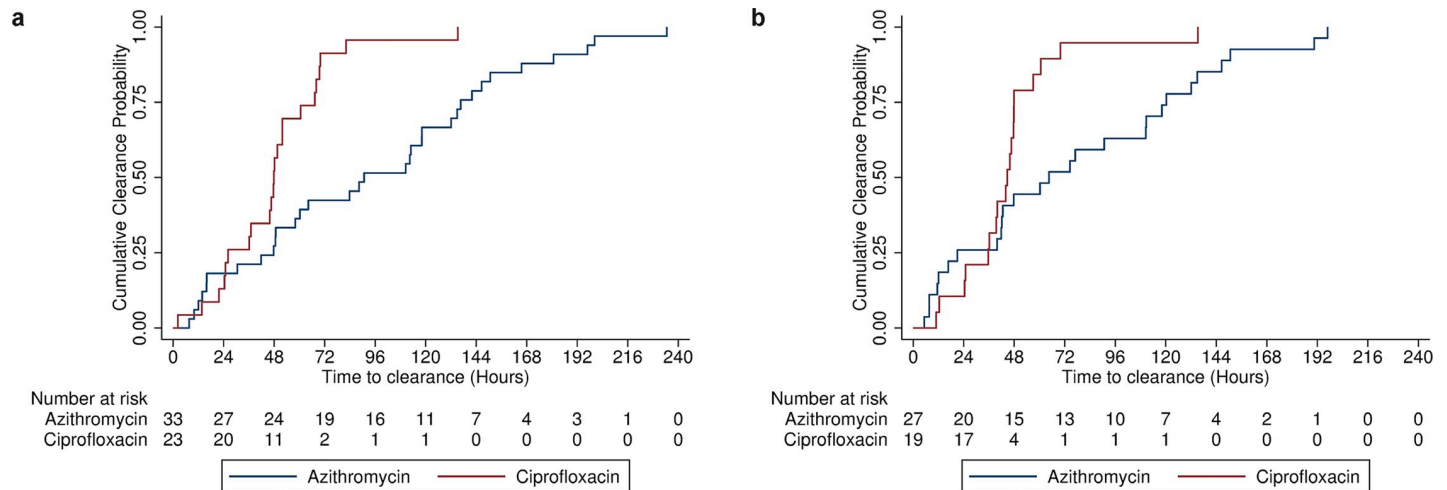 a
Cumulative Clearance Probability
1.00
0.75
0.50
0.25
0.00
0 24 48 72 96 120 144 168 192 216 240
Time to clearance (Hours)
Number at risk
Azithromycin 33 27 24 19 16 11 7 4 3 1 0
Ciprofloxacin 23 20 11 2 1 1 0 0 0 0 0
Azithromycin Ciprofloxacin
b
Cumulative Clearance Probability
1.00
0.75
0.50
0.25
0.00
0 24 48 72 96 120 144 168 192 216 240
Time to clearance (Hours)
Number at risk
Azithromycin 27 20 15 13 10 7 4 2 1 0 0
Ciprofloxacin 19 17 4 1 1 1 0 0 0 0 0
Azithromycin Ciprofloxacin